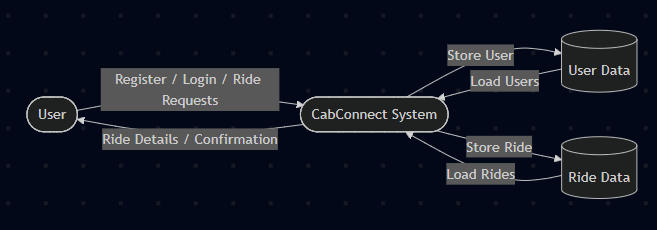 Store User
User Data
Load Users
Register / Login / Ride
Requests
User
CabConnect System
Ride Details / Confirmation
Store Ride
Load Rides
Ride Data